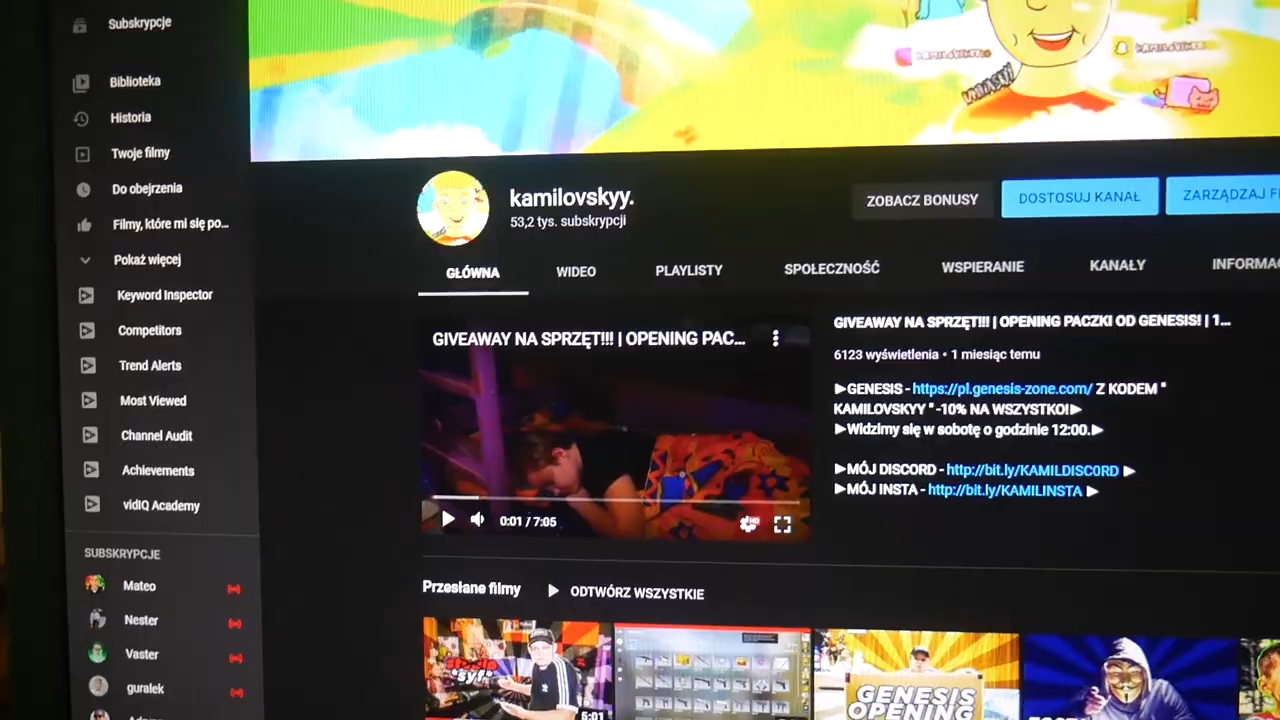 Subskrypcje
Biblioteka
Historia
Twoje filmy
Do obejrzenia
Filmy, które mi się po...
Pokaż więcej
Keyword Inspector
Competitors
Trend Alerts
Most Viewed
Channel Audit
Achievements
vidIQ Academy
SUBSKRYPCJE
Mateo
Nester
Vaster
guralek
kamilovskyy.
53,2 tys. subskrypcji
ZOBACZ BONUSY
DOSTOSUJ KANAŁ
ZARZĄDZAJ
GŁÓWNA
WIDEO
PLAYLISTY
SPOŁECZNOŚĆ
WSPIERANIE
KANAŁY
INFORMAC
GIVEAWAY NA SPRZĘT!!! | OPENING PAC...
0:01 / 7:05
HD
GIVEAWAY NA SPRZĘT!!! | OPENING PACZKI OD GENESIS! | 1...
6123 wyświetlenia • 1 miesiąc temu
▶GENESIS - https://pl.genesis-zone.com/ Z KODEM "
KAMILOVSKYY " -10% NA WSZYSTKO!▶
▶Widzimy się w sobotę o godzinie 12:00.▶
▶MÓJ DISCORD - http://bit.ly/KAMILDISC0RD ▶
▶MÓJ INSTA - http://bit.ly/KAMILINSTA ▶
Przesłane filmy
ODTWÓRZ WSZYSTKIE
5:01
GENESIS
OPENING